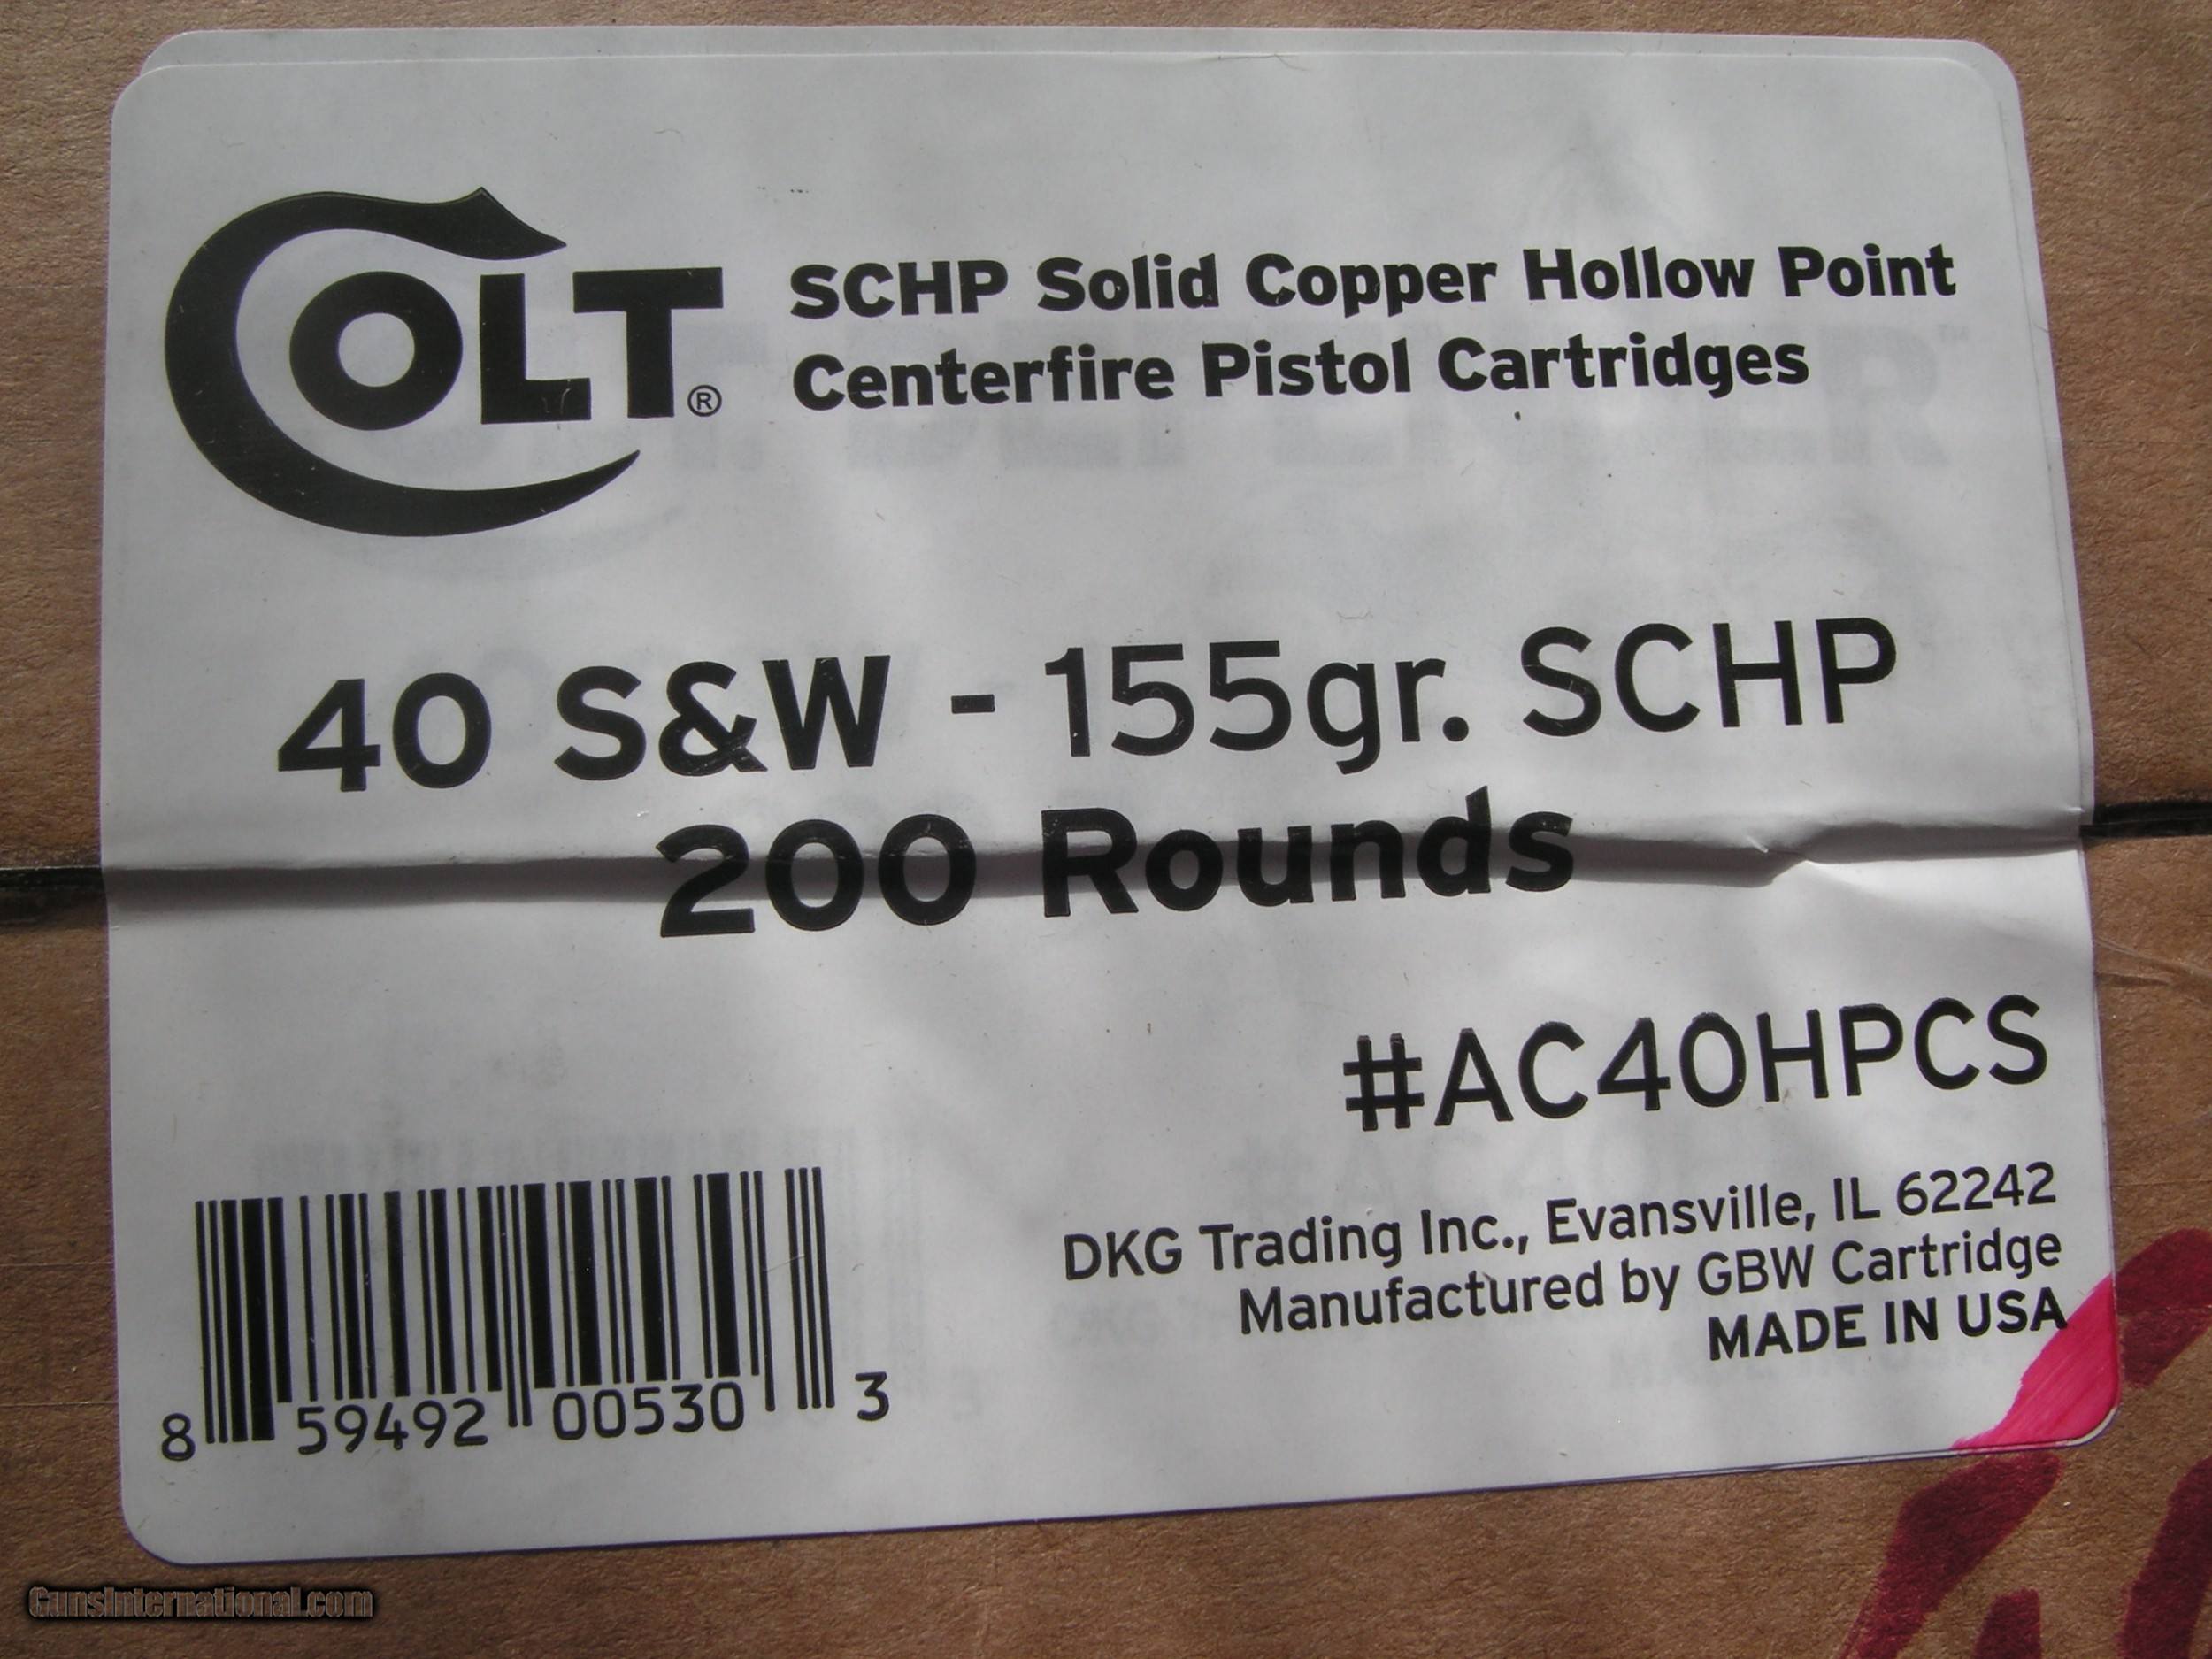 COLT®
SCHP Solid Copper Hollow Point
Centerfire Pistol Cartridges
40 S&W - 155gr. SCHP
200 Rounds
#AC40HPCS
DKG Trading Inc., Evansville, IL 62242
Manufactured by GBW Cartridge
MADE IN USA
8 59492 00530 3
GunsInternational.com